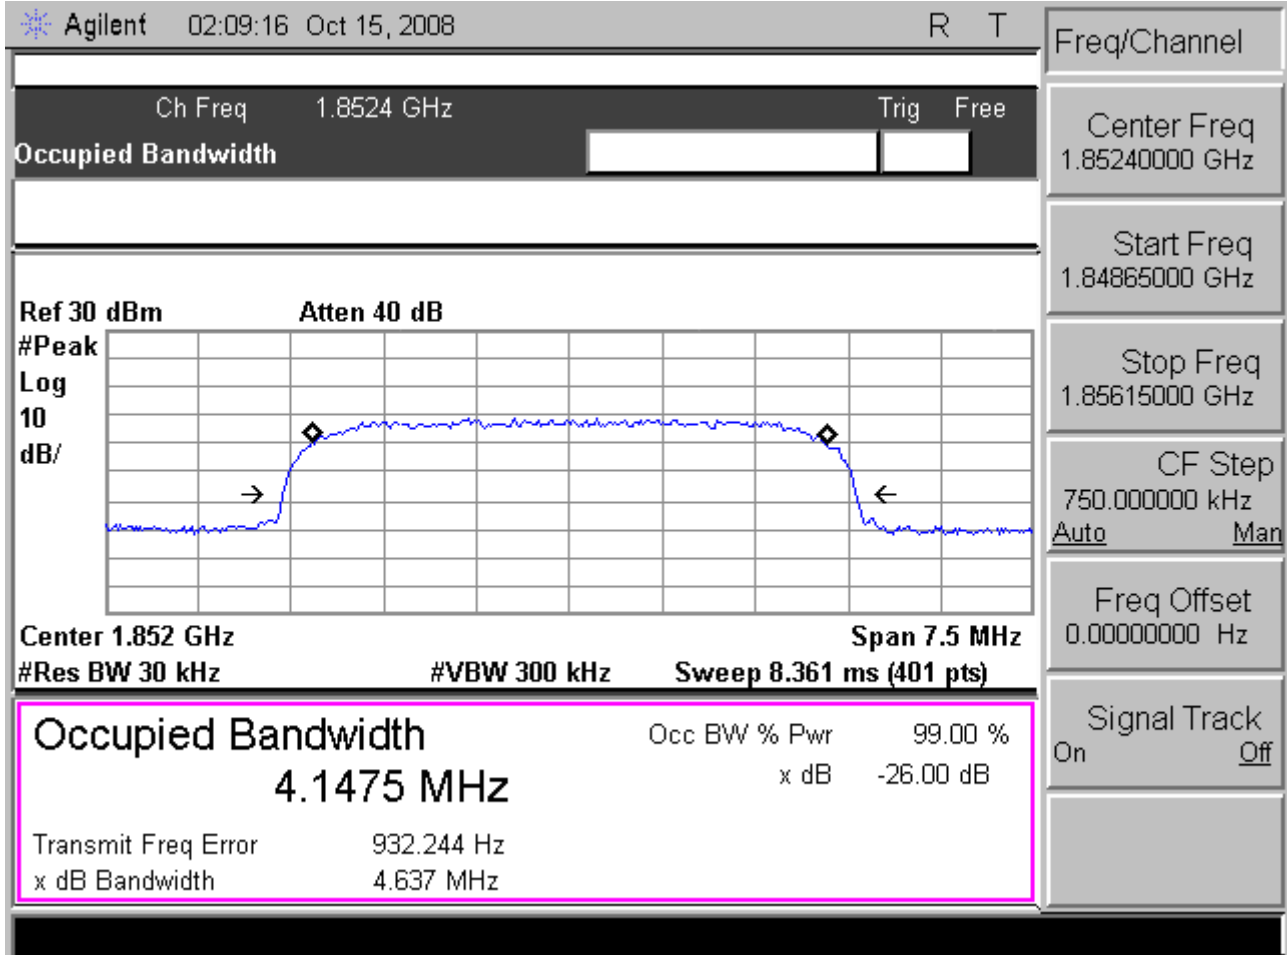 Agilent 02:09:16 Oct 15, 2008 R T
Freq/Channel
Ch Freq 1.8524 GHz Trig Free
Occupied Bandwidth
Center Freq
1.85240000 GHz
Start Freq
1.84865000 GHz
Stop Freq
1.85615000 GHz
CF Step
750.000000 kHz
Auto Man
Freq Offset
0.00000000 Hz
Signal Track
On Off
Ref 30 dBm Atten 40 dB
#Peak
Log
10
dB/
Center 1.852 GHz Span 7.5 MHz
#Res BW 30 kHz #VBW 300 kHz Sweep 8.361 ms (401 pts)
Occupied Bandwidth Occ BW % Pwr 99.00 %
4.1475 MHz x dB -26.00 dB
Transmit Freq Error 932.244 Hz
x dB Bandwidth 4.637 MHz